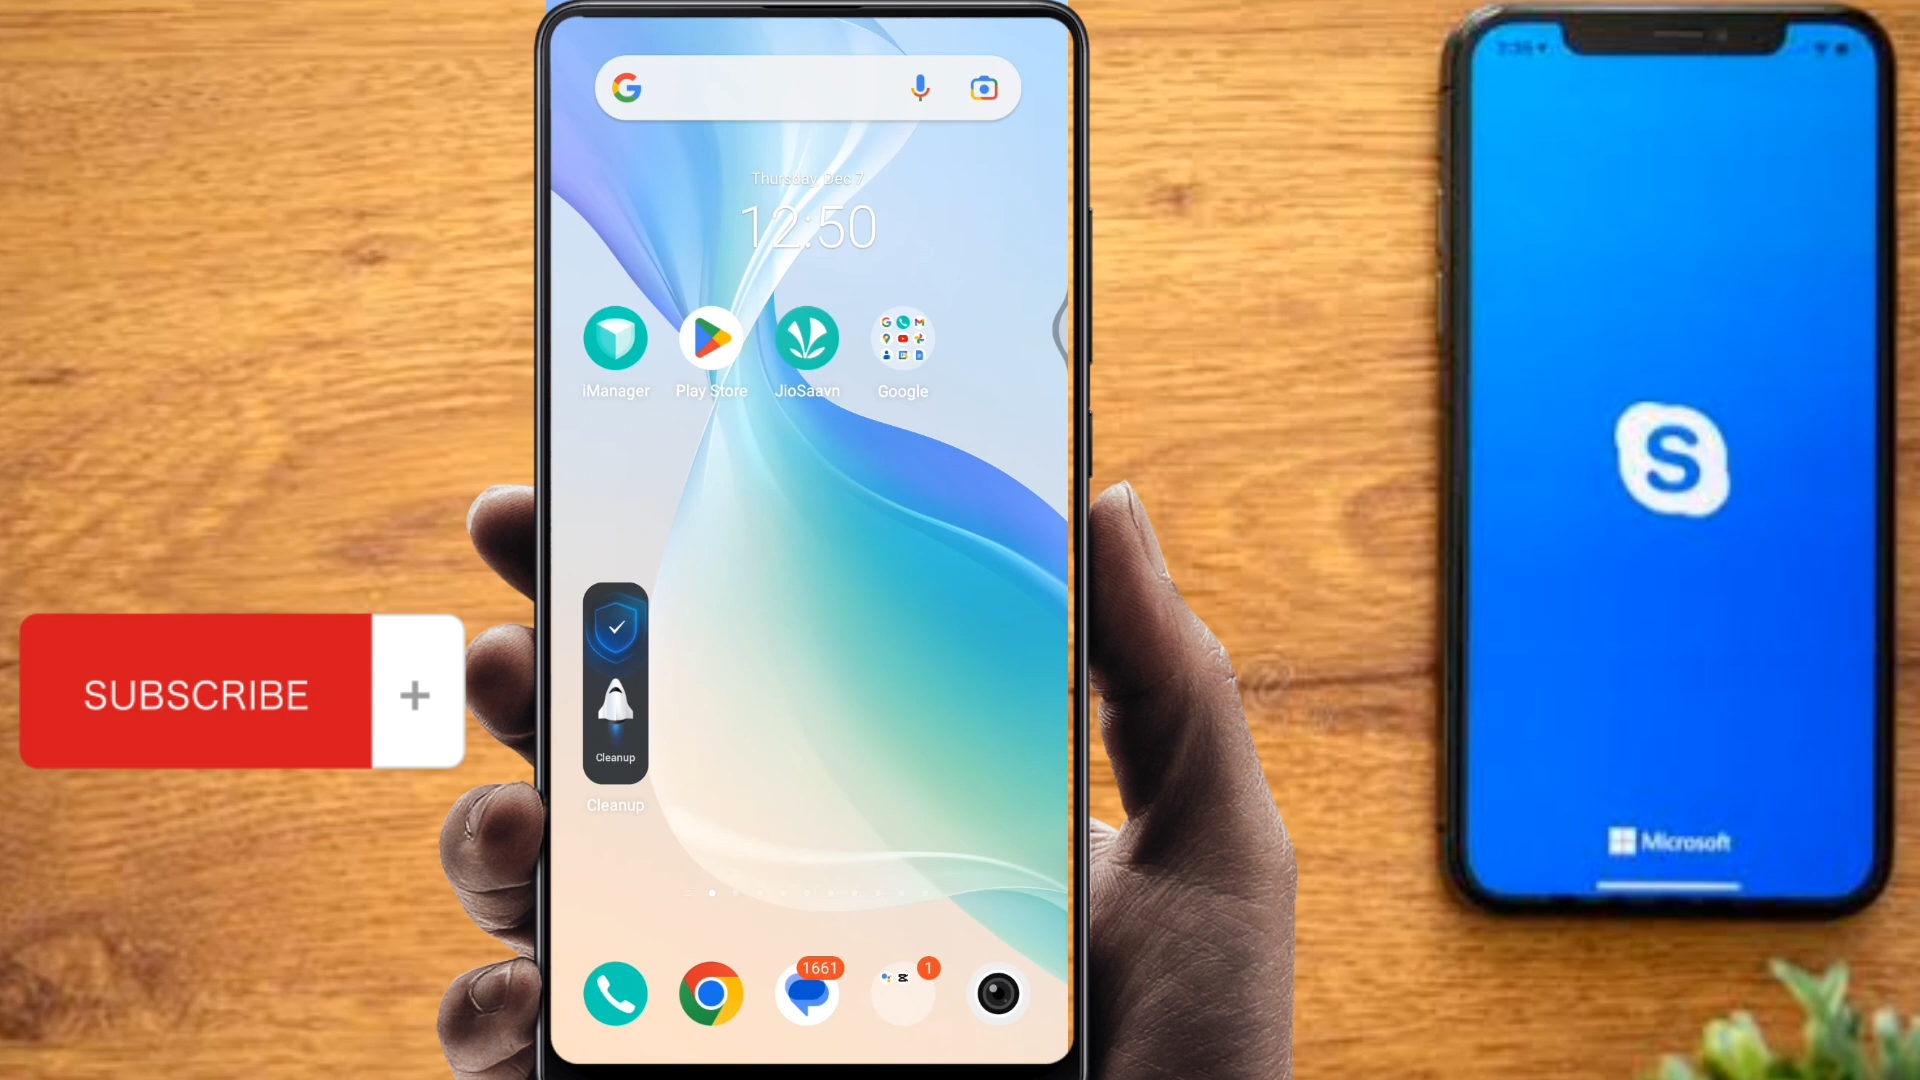 Thursday, Dec 7
12:50
iManager
Play Store
JioSaavn
Google
SUBSCRIBE
+
Cleanup
Cleanup
S
Microsoft
1661
1